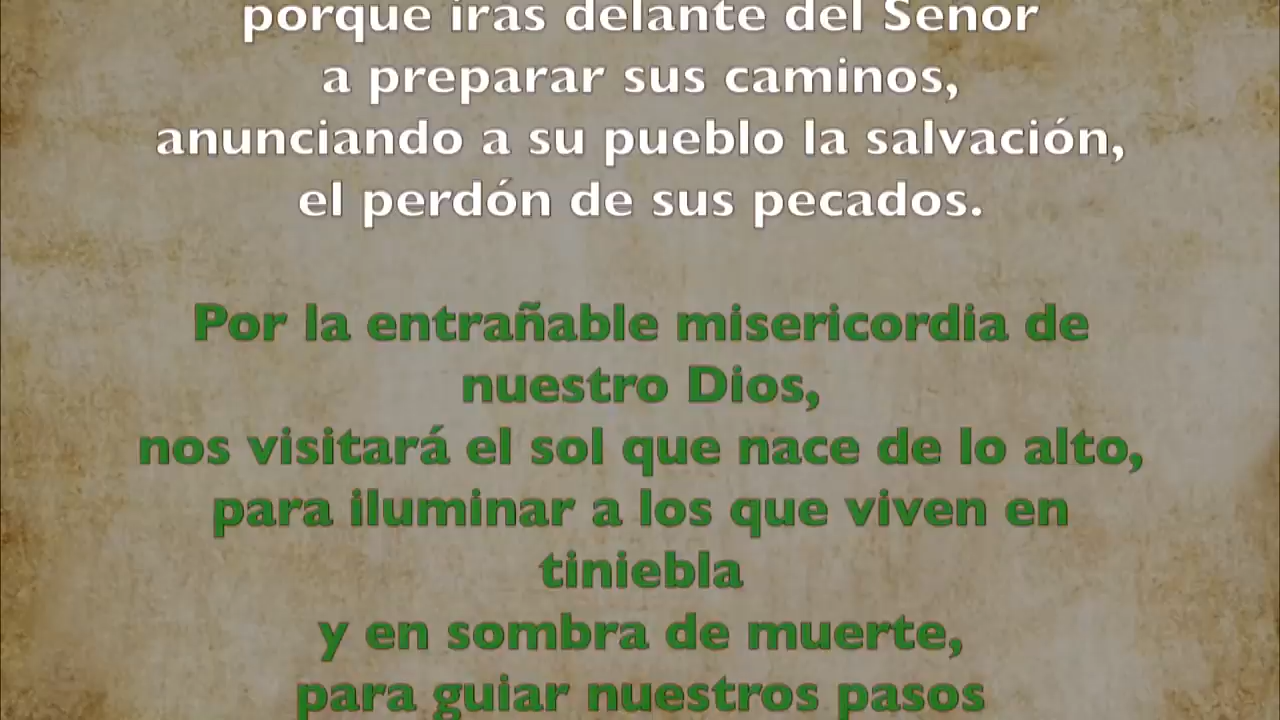 porque irás delante del Señor
a preparar sus caminos,
anunciando a su pueblo la salvación,
el perdón de sus pecados.
Por la entrañable misericordia de
nuestro Dios,
nos visitará el sol que nace de lo alto,
para iluminar a los que viven en
tiniebla
y en sombra de muerte,
para guiar nuestros pasos